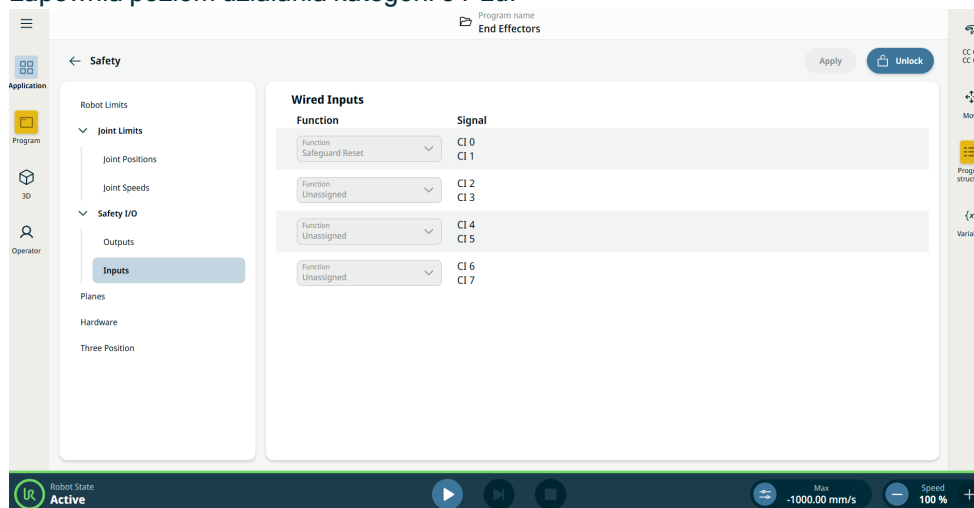 Program name
End Effectors
Safety
Apply
Unlock
Application
Program
3D
Operator
Robot Limits
Joint Limits
Joint Positions
Joint Speeds
Safety I/O
Outputs
Inputs
Planes
Hardware
Three Position
Wired Inputs
Function Signal
Function
Safeguard Reset
CI 0
CI 1
Function
Unassigned
CI 2
CI 3
Function
Unassigned
CI 4
CI 5
Function
Unassigned
CI 6
CI 7
Robot State
Active
Max
-1000.00 mm/s
Speed
100 %